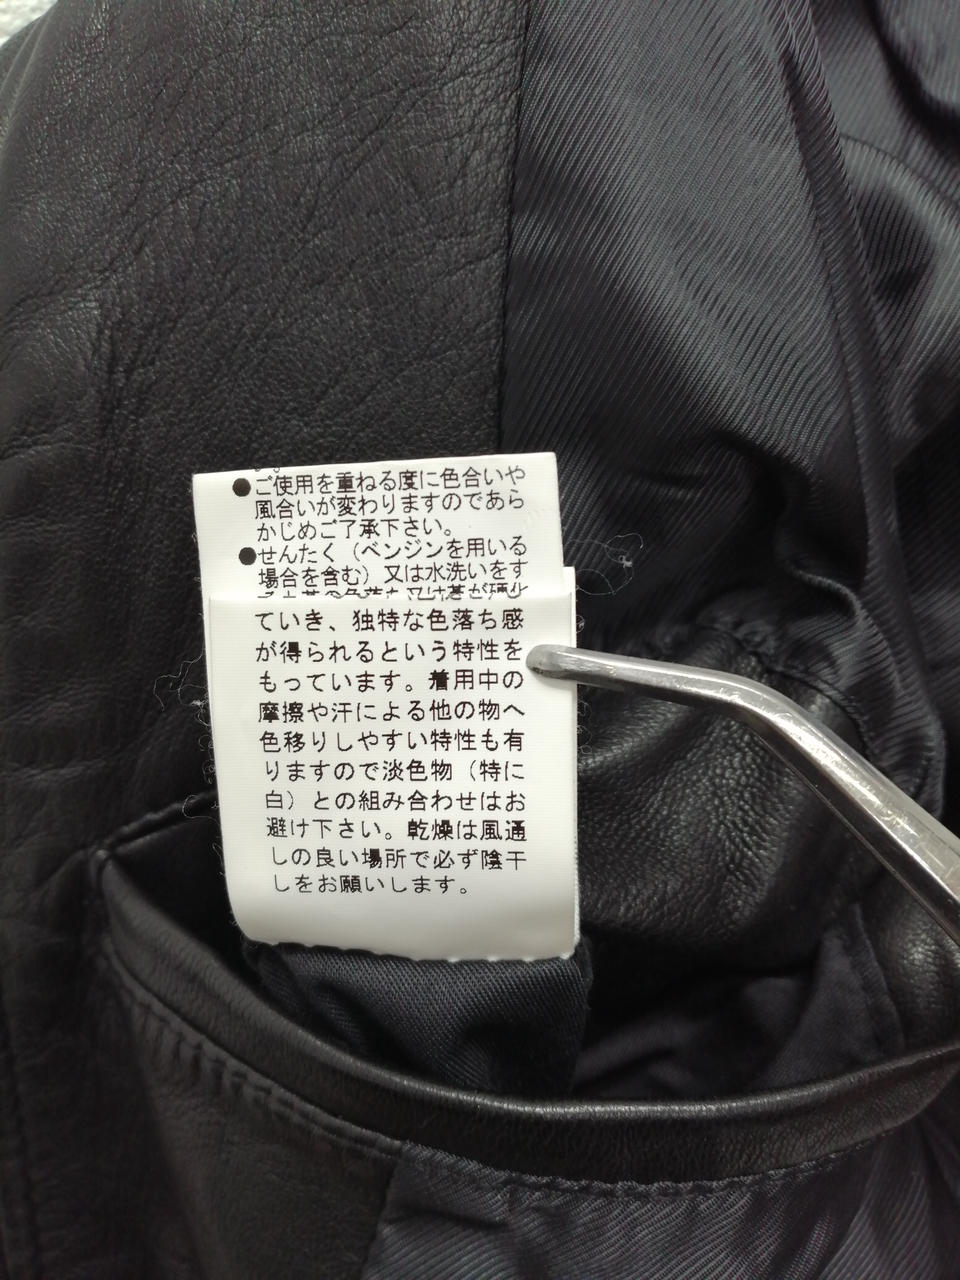 ●ご使用を重ねる度に色合いや
風合いが変わりますのであら
かじめご了承下さい。
●せんたく（ベンジンを用いる
場合を含む）又は水洗いをす
ていき、独特な色落ち感
が得られるという特性を
もっています。着用中の
摩擦や汗による他の物へ
色移りしやすい特性も有
りますので淡色物（特に
白）との組み合わせはお
避け下さい。乾燥は風通
しの良い場所で必ず陰干
しをお願いします。